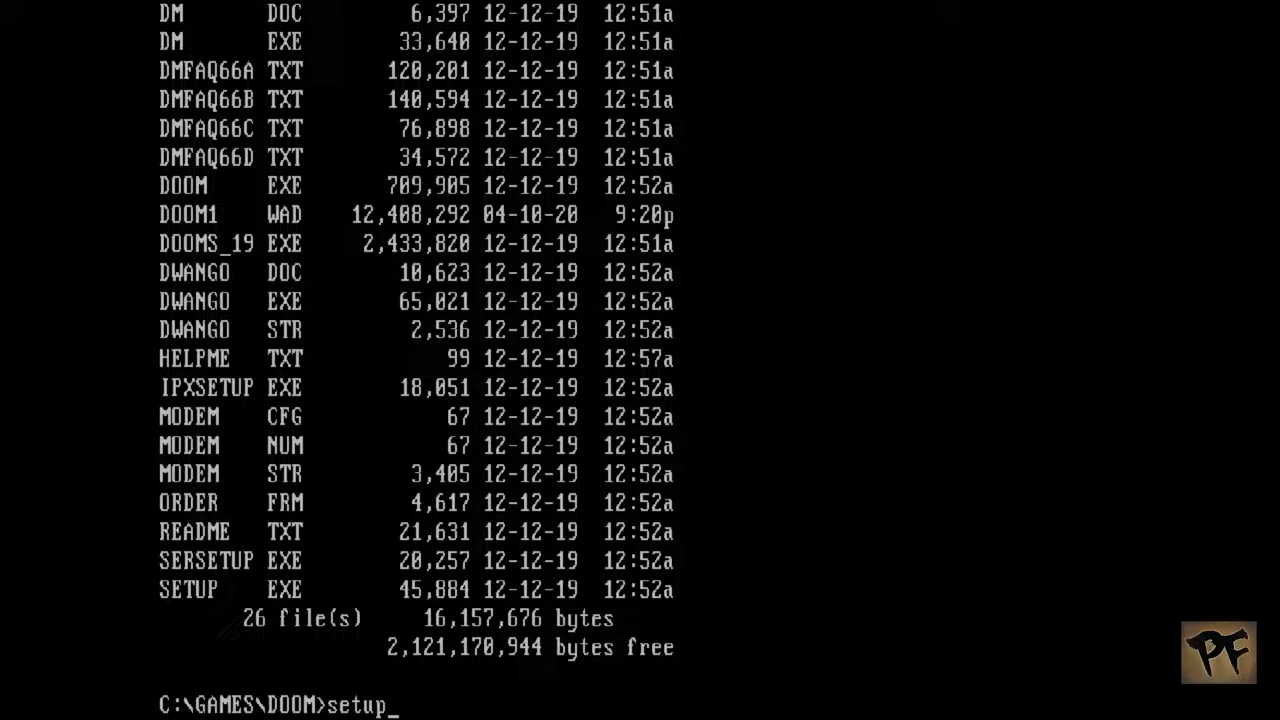 DM       DOC         6,397 12-12-19  12:51a
DM       EXE        33,640 12-12-19  12:51a
DMFAQ66A TXT       120,201 12-12-19  12:51a
DMFAQ66B TXT       140,594 12-12-19  12:51a
DMFAQ66C TXT        76,898 12-12-19  12:51a
DMFAQ66D TXT        34,572 12-12-19  12:51a
DOOM     EXE       709,905 12-12-19  12:52a
DOOM1    WAD    12,408,292 04-10-20   9:20p
DOOMS_19 EXE     2,433,820 12-12-19  12:51a
DWANGO   DOC        10,623 12-12-19  12:52a
DWANGO   EXE        65,021 12-12-19  12:52a
DWANGO   STR         2,536 12-12-19  12:52a
HELPME   TXT            99 12-12-19  12:57a
IPXSETUP EXE        18,051 12-12-19  12:52a
MODEM    CFG            67 12-12-19  12:52a
MODEM    NUM            67 12-12-19  12:52a
MODEM    STR         3,405 12-12-19  12:52a
ORDER    FRM         4,617 12-12-19  12:52a
README   TXT        21,631 12-12-19  12:52a
SERSETUP EXE        20,257 12-12-19  12:52a
SETUP    EXE        45,884 12-12-19  12:52a
26 file(s)     16,157,676 bytes
2,121,170,944 bytes free
C:\GAMES\DOOM>setup_
PF